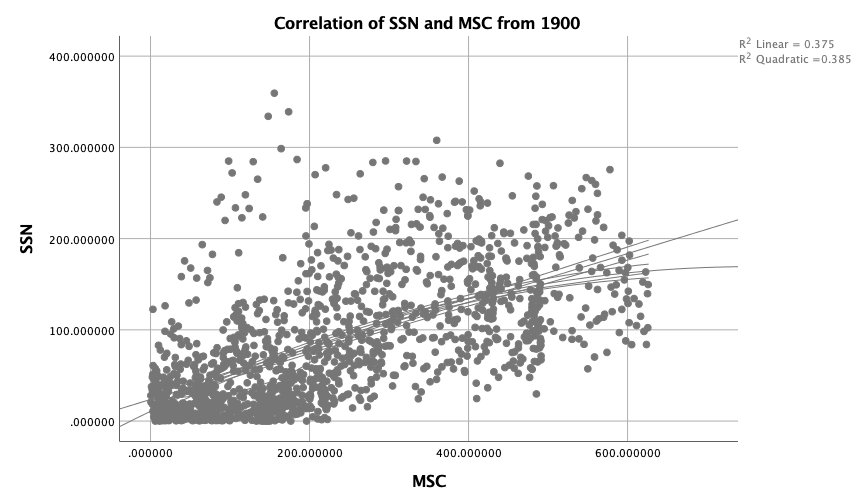 Correlation of SSN and MSC from 1900
R2 Linear = 0.375
R2 Quadratic =0.385
400.000000
300.000000
200.000000
100.000000
.000000
SSN
.000000
200.000000
400.000000
600.000000
MSC